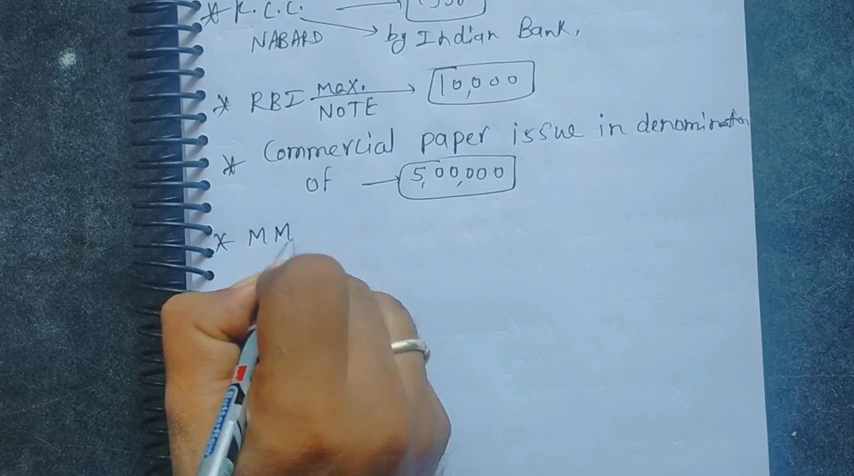 * K.C.C. →
NABARD → by Indian Bank,
* RBI Max. NOTE → 10,000
* Commercial paper issue in denomination
of → 5,00,000
* MM